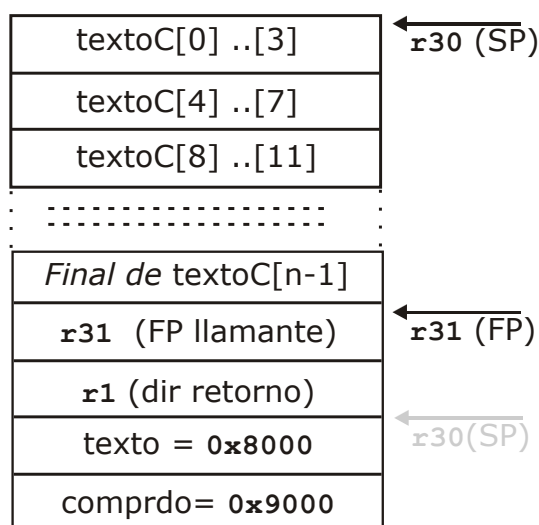 textoC[0] ..[3] r30 (SP)
textoC[4] ..[7]
textoC[8] ..[11]
Final de textoC[n-1]
r31 (FP llamante) r31 (FP)
r1 (dir retorno)
texto = 0x8000 r30(SP)
comprdo= 0x9000